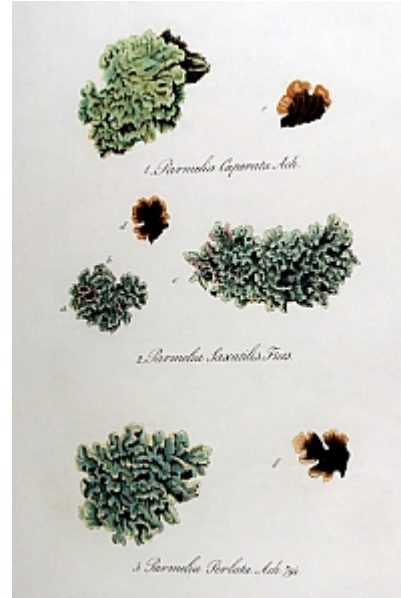 1. Parmelia Caperata Ach.
2. Parmelia Saxatilis Fries.
3. Parmelia Perlata Ach.